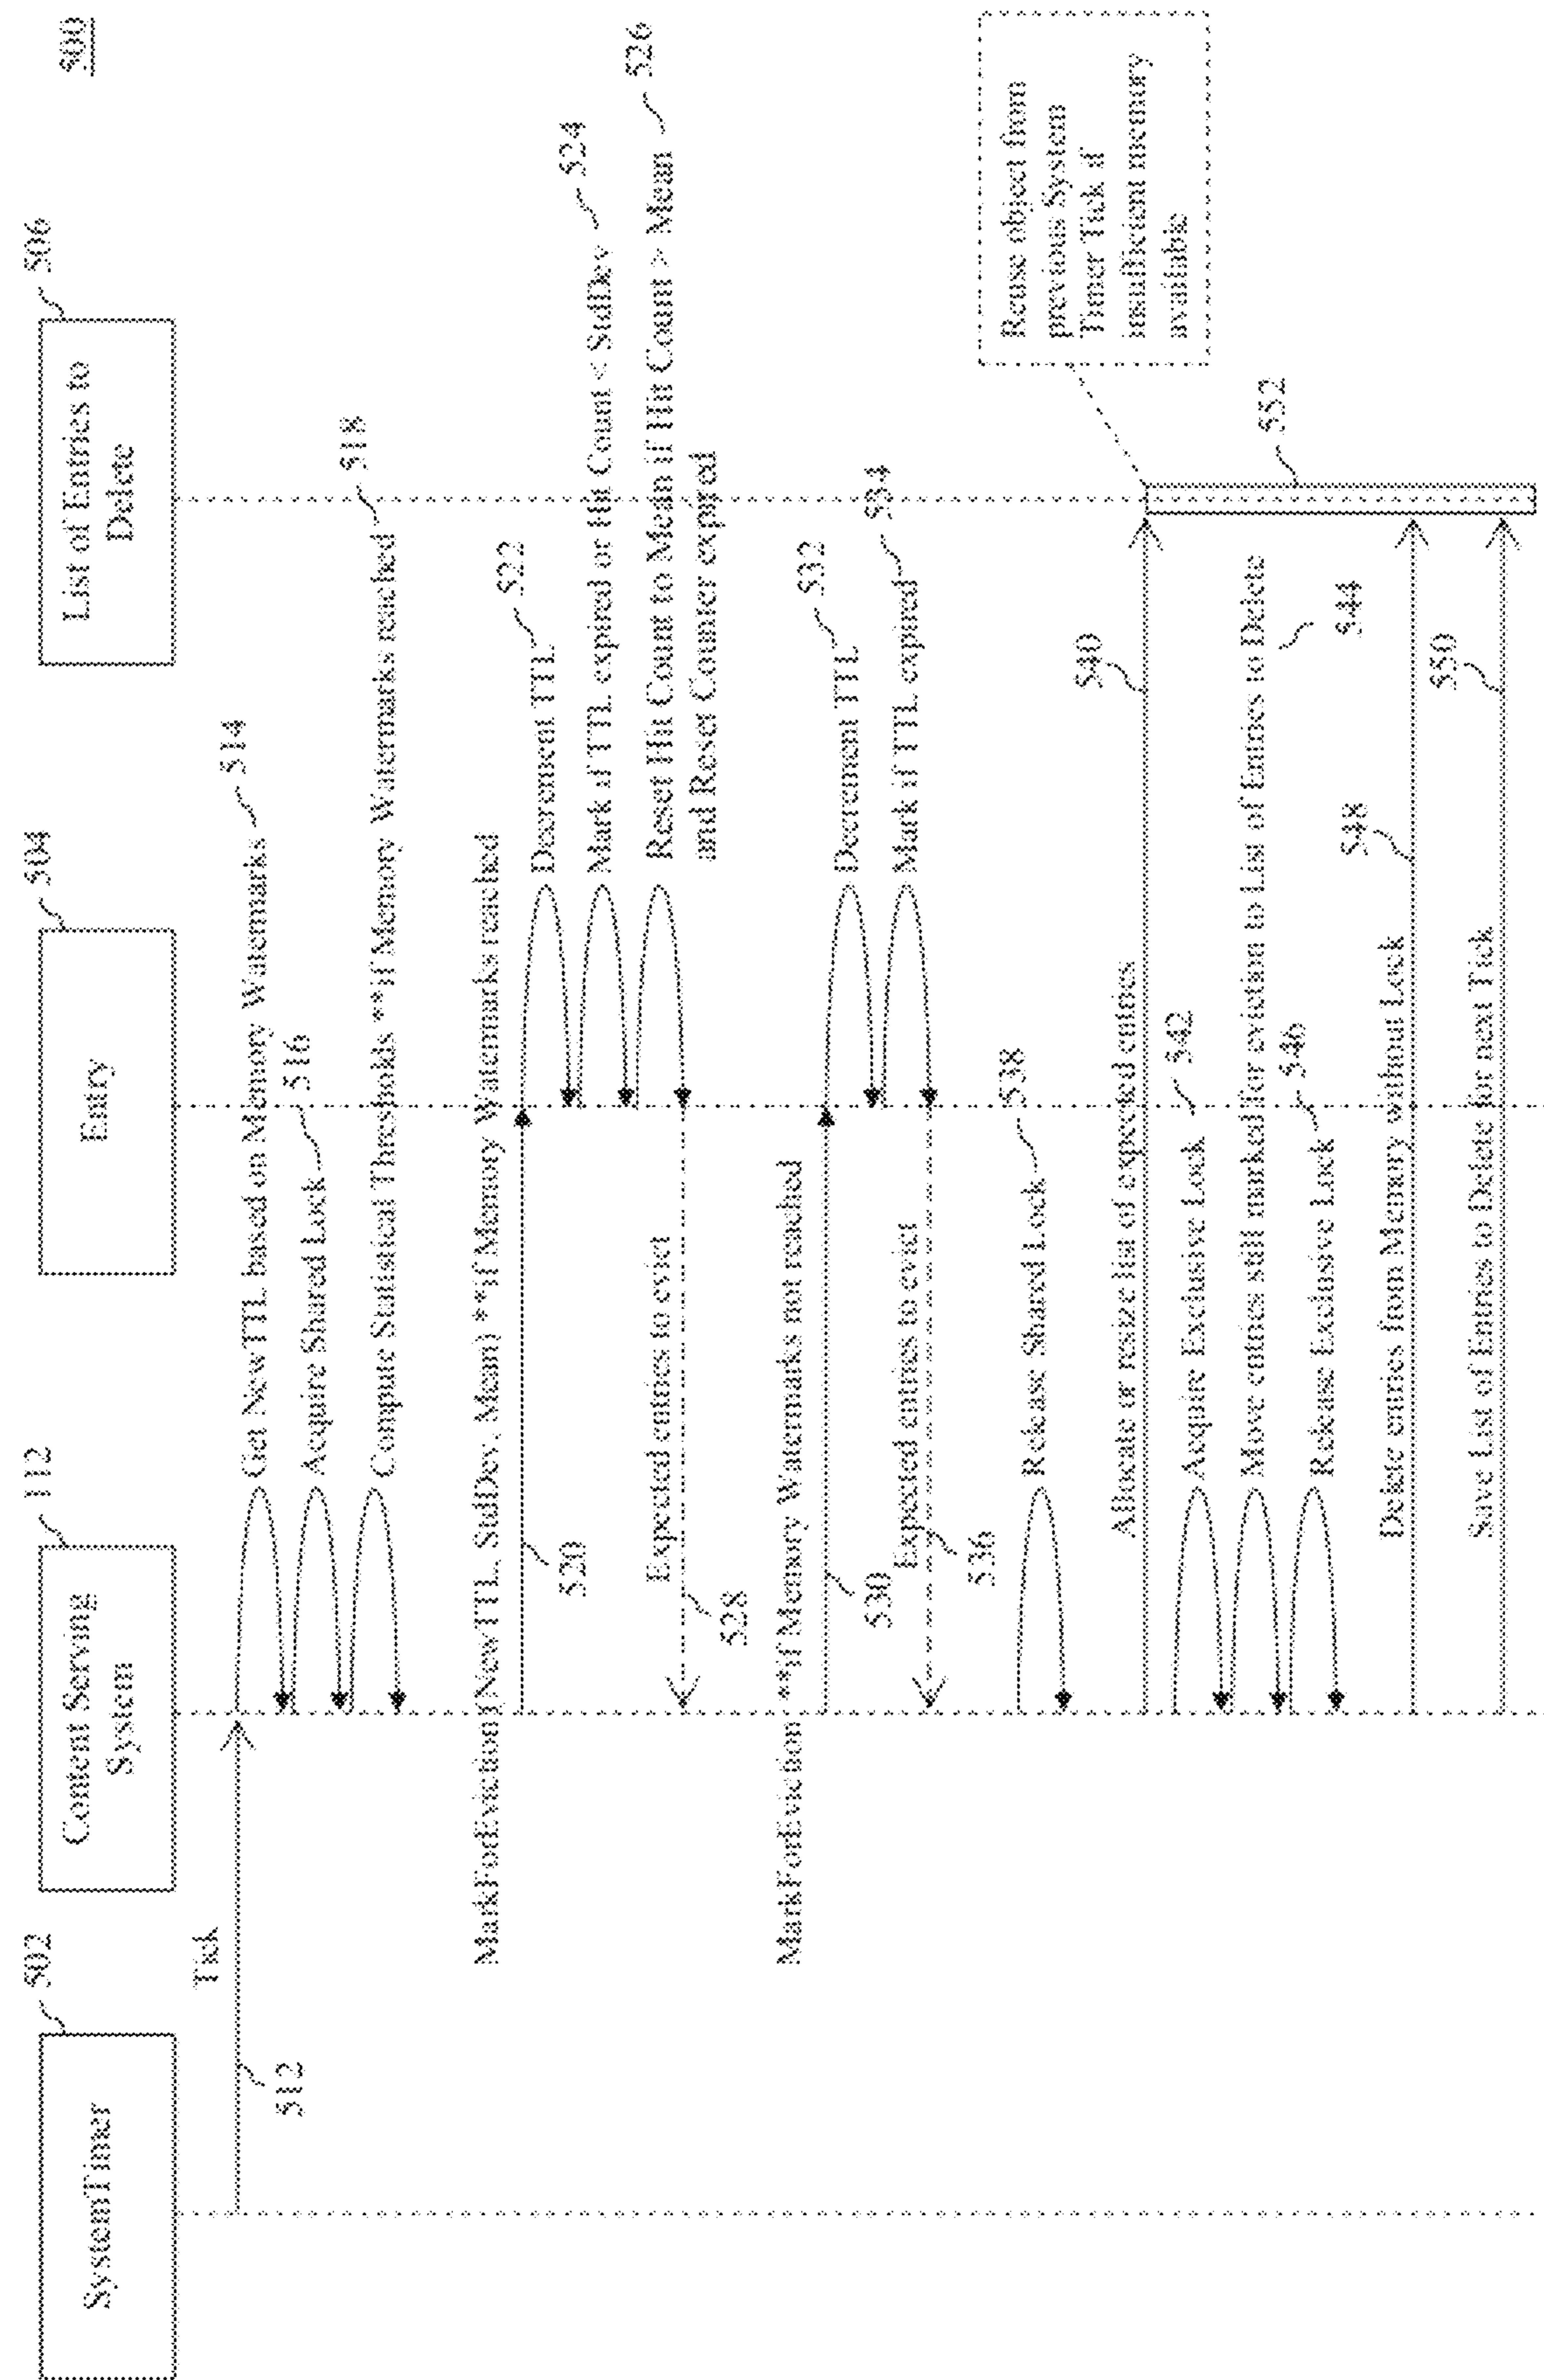 500
SystemTimer
502
Content Serving
System
112
Entry
504
List of Entries to
Delete
506
Tick
512
Get NewTTL based on Memory Watermarks
514
Acquire Shared Lock
516
Compute Statistical Thresholds **if Memory Watermarks reached
518
MarkForEviction(NewTTL, StdDev, Mean) **if Memory Watermarks reached
520
Decrement TTL
522
Mark if TTL expired or Hit Count < StdDev
524
Reset Hit Count to Mean if Hit Count > Mean
and Reset Counter expired
526
Expected entries to evict
528
MarkForEviction **if Memory Watermarks not reached
530
Decrement TTL
532
Mark if TTL expired
534
Expected entries to evict
536
Release Shared Lock
538
Allocate or resize list of expected entries
540
Reuse object from
previous System
Timer Tick if
insufficient memory
available
Acquire Exclusive Lock
542
Move entries still marked for eviction to List of Entries to Delete
544
Release Exclusive Lock
546
Delete entries from Memory without Lock
548
Save List of Entries to Delete for next Tick
550
552